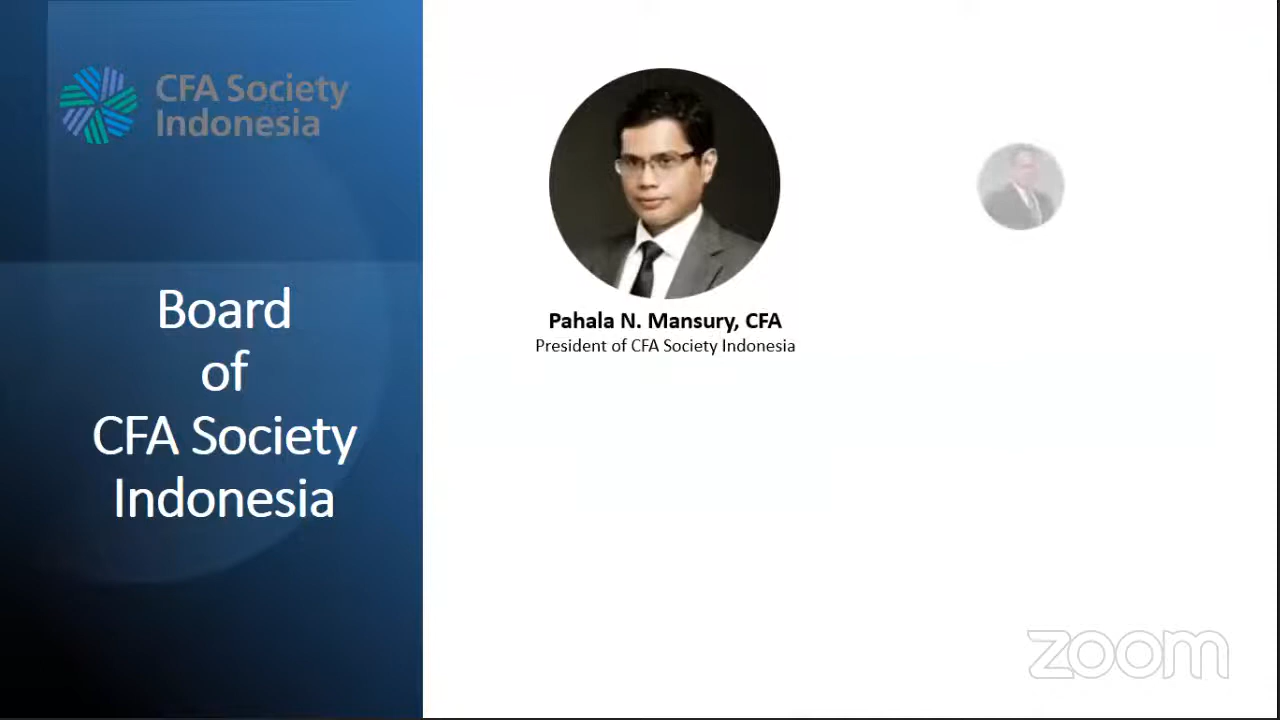 CFA Society
Indonesia
Board
of
CFA Society
Indonesia
Pahala N. Mansury, CFA
President of CFA Society Indonesia
zoom